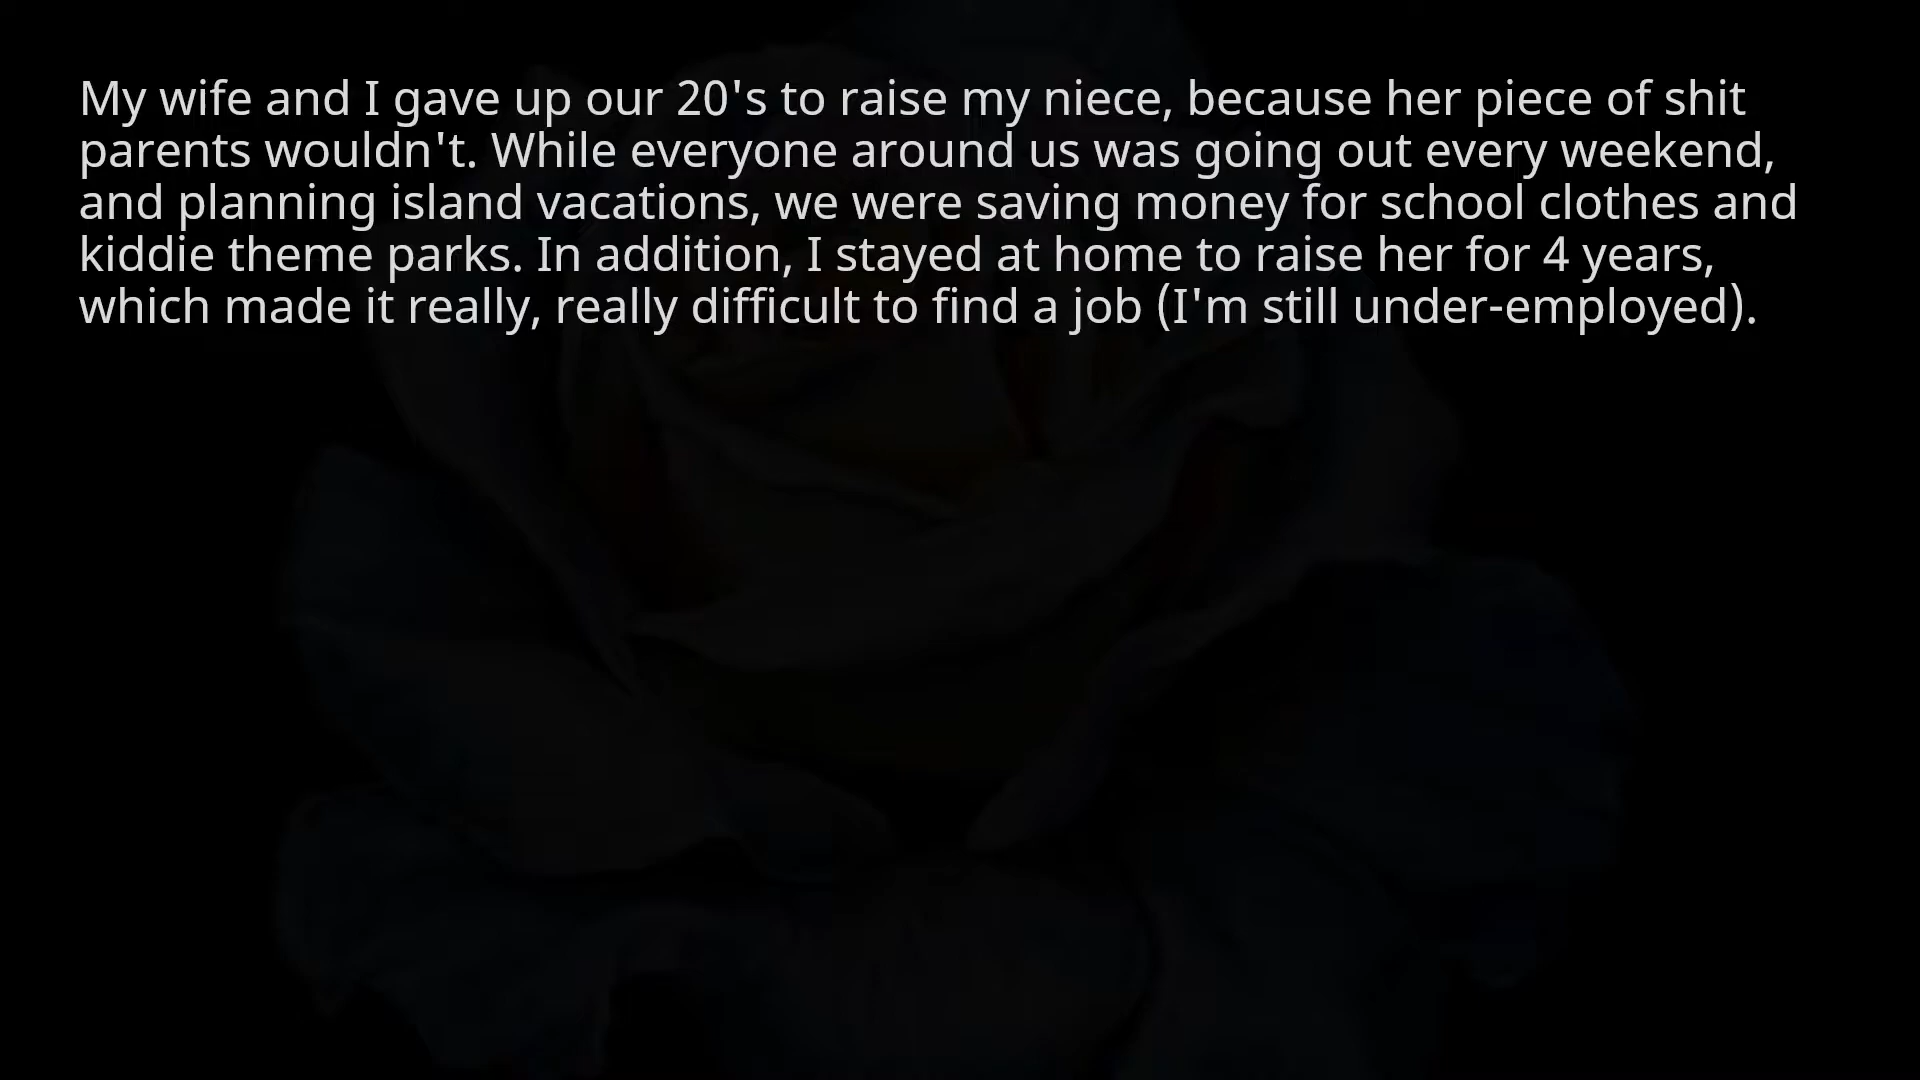 My wife and I gave up our 20's to raise my niece, because her piece of shit
parents wouldn't. While everyone around us was going out every weekend,
and planning island vacations, we were saving money for school clothes and
kiddie theme parks. In addition, I stayed at home to raise her for 4 years,
which made it really, really difficult to find a job (I'm still under-employed).